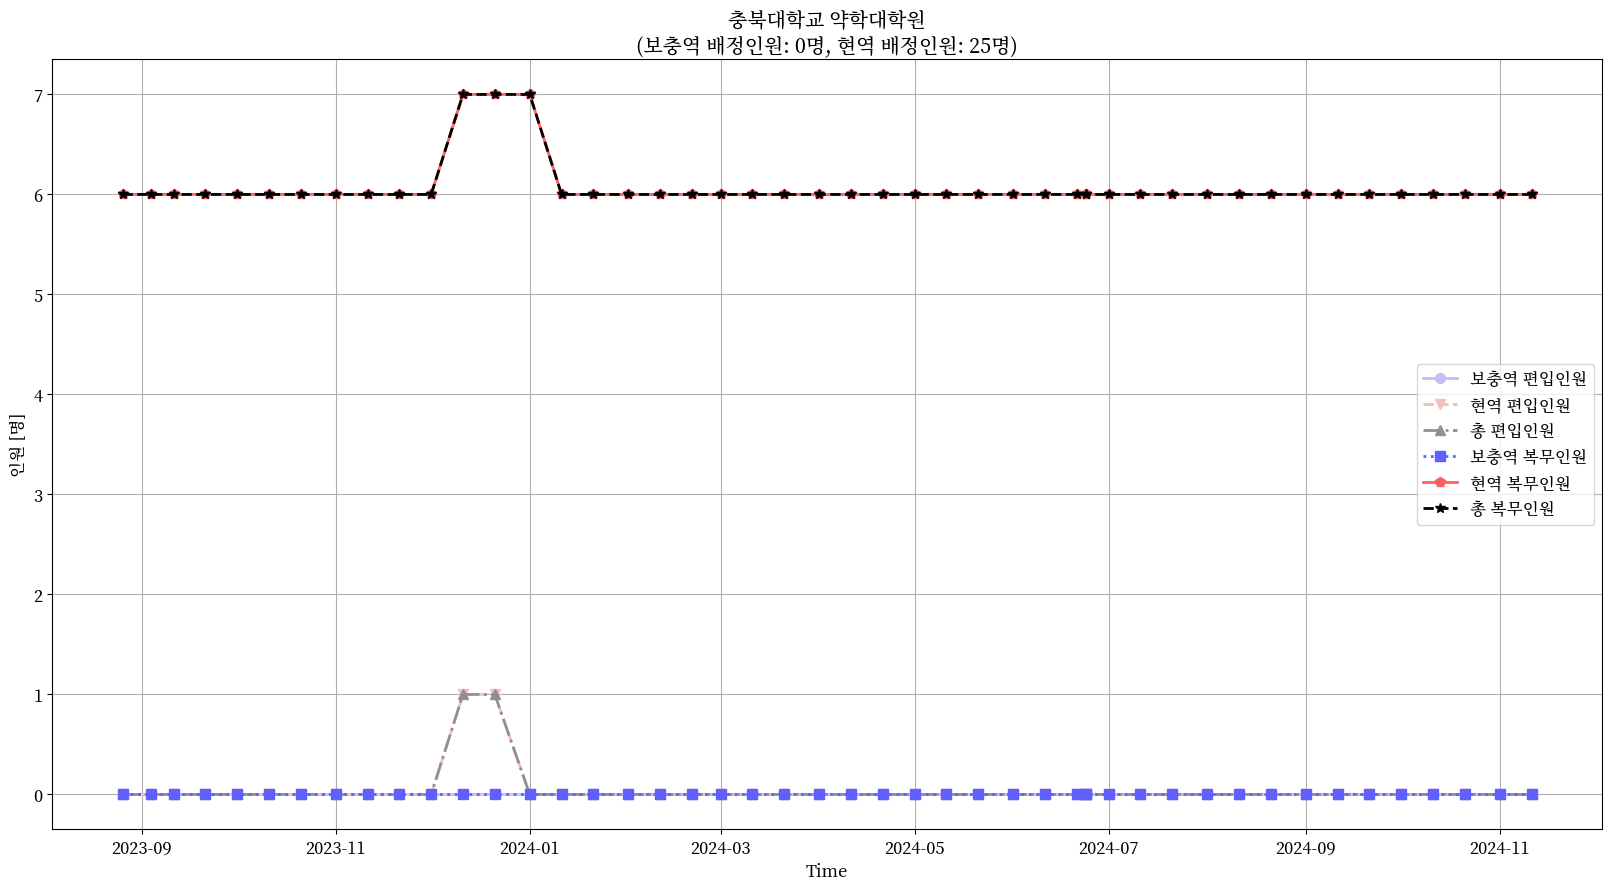 충북대학교 약학대학원
(보충역 배정인원: 0명, 현역 배정인원: 25명)
7
6
5
4
3
2
1
0
인원 [명]
보충역 편입인원
현역 편입인원
총 편입인원
보충역 복무인원
현역 복무인원
총 복무인원
2023-09
2023-11
2024-01
2024-03
2024-05
2024-07
2024-09
2024-11
Time